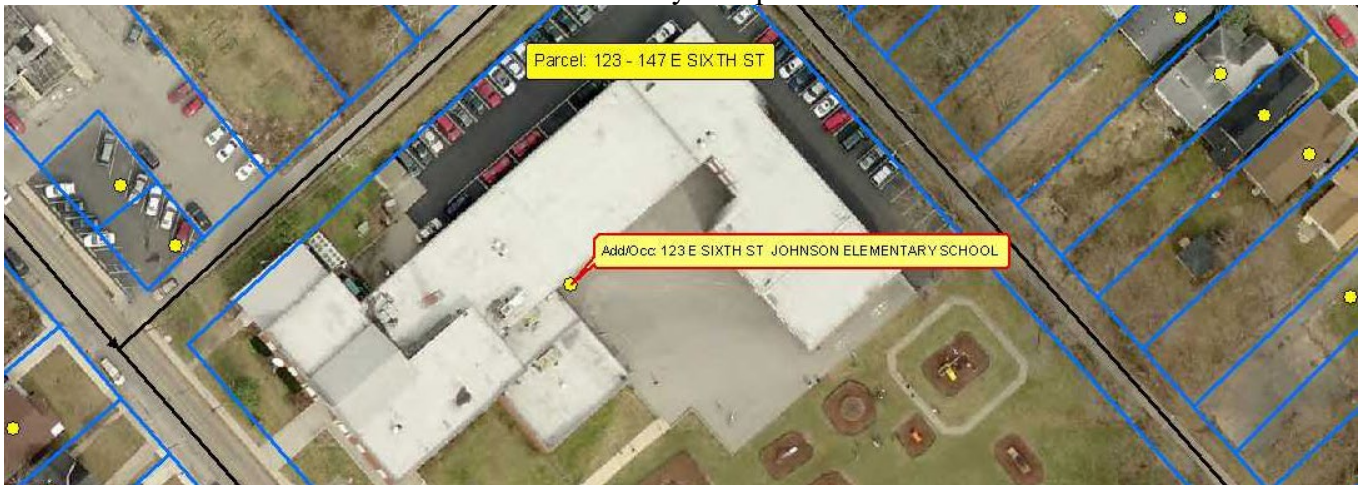 Parcel: 123 - 147 E SIXTH ST
Add/Occ: 123 E SIXTH ST JOHNSON ELEMENTARY SCHOOL